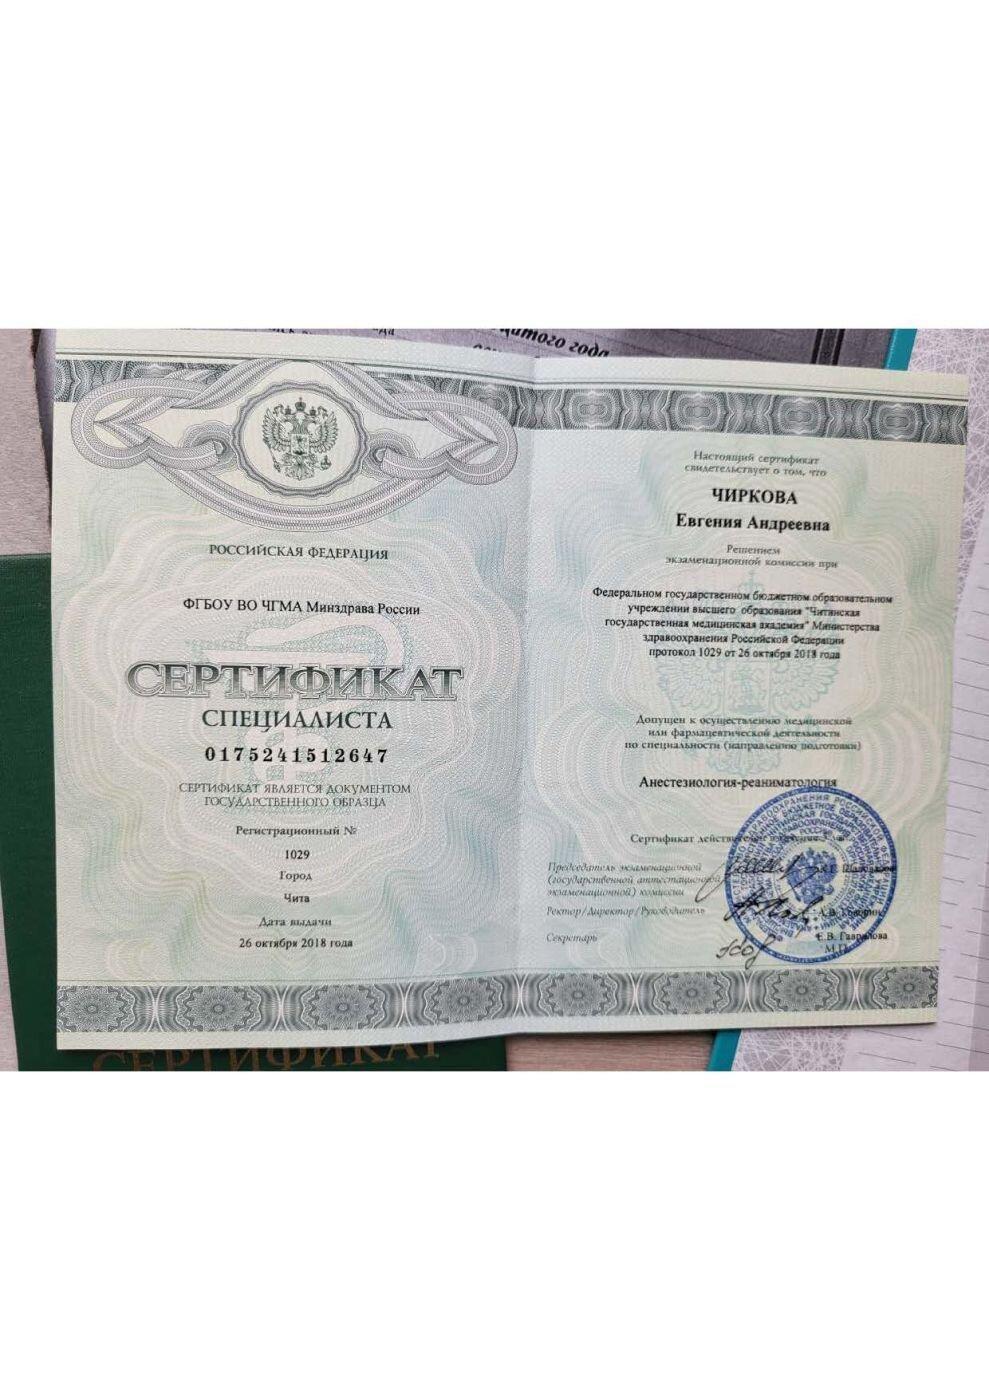 щитого года
РОССИЙСКАЯ ФЕДЕРАЦИЯ
ФГБОУ ВО ЧГМА Минздрава России
СЕРТИФИКАТ
СПЕЦИАЛИСТА
0175241512647
СЕРТИФИКАТ ЯВЛЯЕТСЯ ДОКУМЕНТОМ
ГОСУДАРСТВЕННОГО ОБРАЗЦА
Регистрационный №
1029
Город
Чита
Дата выдачи
26 октября 2018 года
Настоящий сертификат
свидетельствует о том, что
ЧИРКОВА
Евгения Андреевна
Решением
экзаменационной комиссии при
Федеральном государственном бюджетном образовательном
учреждении высшего образования "Читинская
государственная медицинская академия" Министерства
здравоохранения Российской Федерации
протокол 1029 от 26 октября 2018 года
Допущен к осуществлению медицинской
или фармацевтической деятельности
по специальности (направлению подготовки)
Анестезиология-реаниматология
Сертификат
Председатель экзаменационной
(государственной аттестационной,
экзаменационной) комиссии
Ректор/Директор/Руководитель
А.В. Говорин
Секретарь
Е.В. Гаврилова
М.П.
СЕРТИФИКАТ